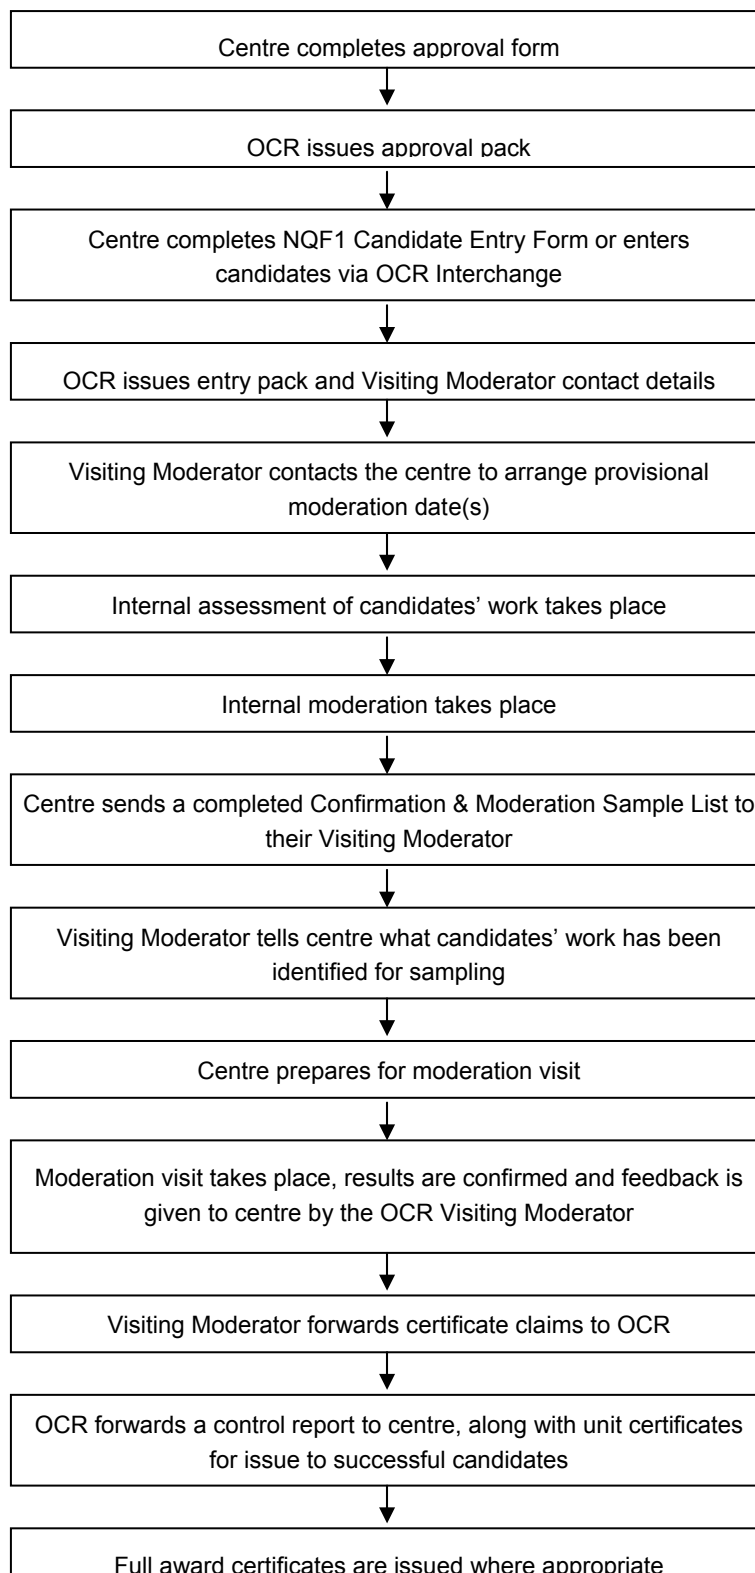 Centre completes approval form
OCR issues approval pack
Centre completes NQF1 Candidate Entry Form or enters
candidates via OCR Interchange
OCR issues entry pack and Visiting Moderator contact details
Visiting Moderator contacts the centre to arrange provisional
moderation date(s)
Internal assessment of candidates’ work takes place
Internal moderation takes place
Centre sends a completed Confirmation & Moderation Sample List to
their Visiting Moderator
Visiting Moderator tells centre what candidates’ work has been
identified for sampling
Centre prepares for moderation visit
Moderation visit takes place, results are confirmed and feedback is
given to centre by the OCR Visiting Moderator
Visiting Moderator forwards certificate claims to OCR
OCR forwards a control report to centre, along with unit certificates
for issue to successful candidates
Full award certificates are issued where appropriate